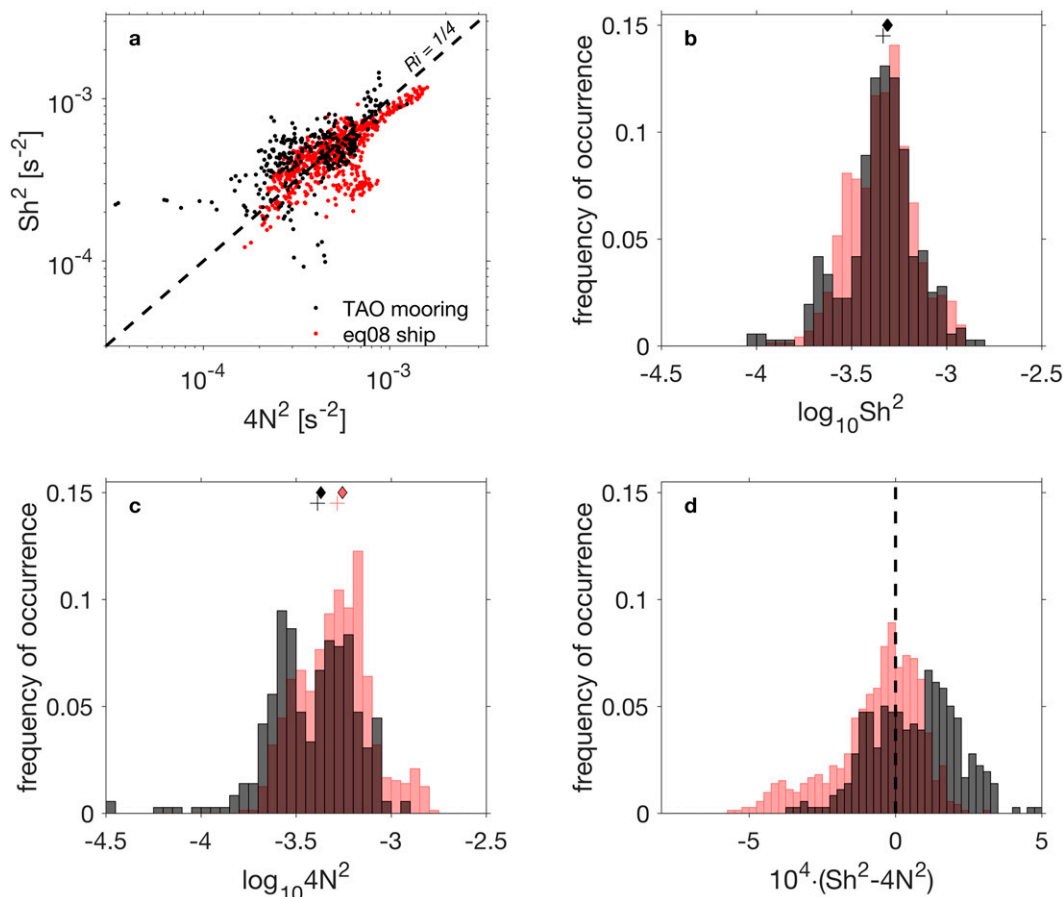 a
Ri = 1/4
10⁻³
10⁻⁴
Sh² [s⁻²]
TAO mooring
eq08 ship
10⁻⁴ 10⁻³
4N² [s⁻²]
b
0.15
0.1
0.05
0
frequency of occurrence
-4.5 -4 -3.5 -3 -2.5
log₁₀Sh²
c
0.15
0.1
0.05
0
frequency of occurrence
-4.5 -4 -3.5 -3 -2.5
log₁₀4N²
d
0.15
0.1
0.05
0
frequency of occurrence
-5 0 5
10⁴·(Sh²-4N²)